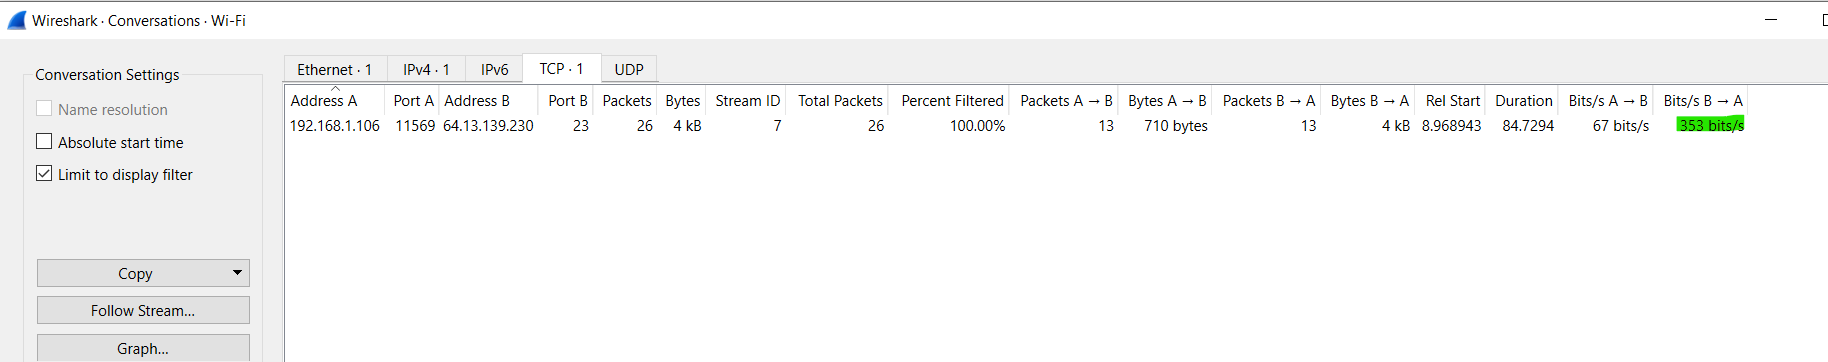 Wireshark · Conversations · Wi-Fi
Conversation Settings
Name resolution
Absolute start time
Limit to display filter
Copy
Follow Stream...
Graph...
Ethernet · 1 IPv4 · 1 IPv6 TCP · 1 UDP
Address A Port A Address B Port B Packets Bytes Stream ID Total Packets Percent Filtered Packets A → B Bytes A → B Packets B → A Bytes B → A Rel Start Duration Bits/s A → B Bits/s B → A
192.168.1.106 11569 64.13.139.230 23 26 4 kB 7 26 100.00% 13 710 bytes 13 4 kB 8.968943 84.7294 67 bits/s 353 bits/s